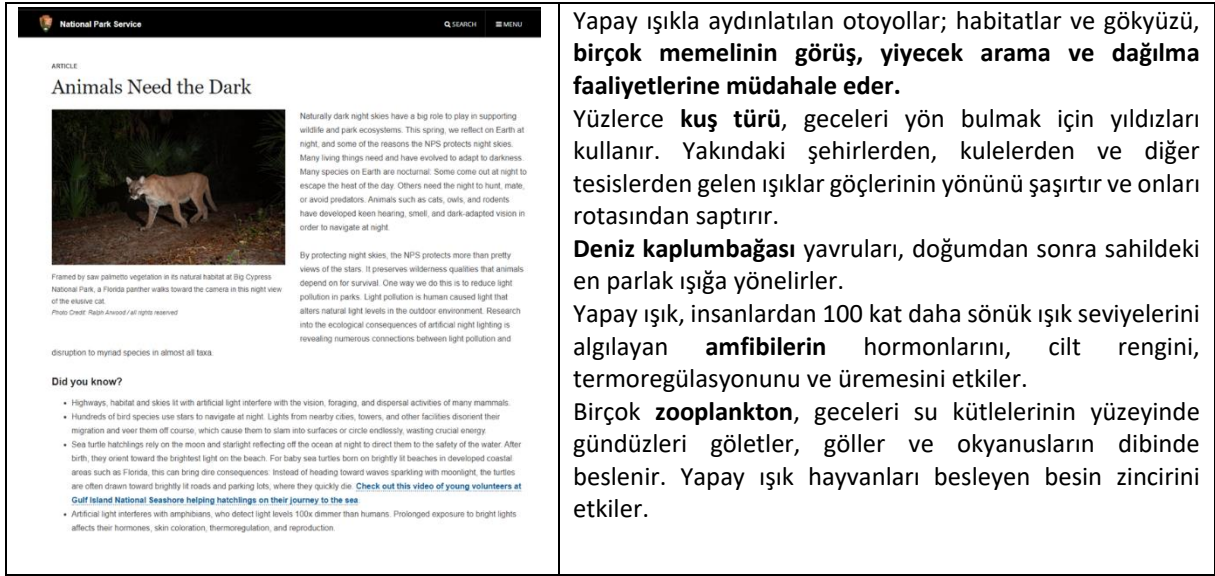 National Park Service
SEARCH
MENU
ARTICLE
Animals Need the Dark
Naturally dark night skies have a big role to play in supporting
wildlife and park ecosystems. This spring, we reflect on Earth at
night, and some of the reasons the NPS protects night skies.
Many living things need and have evolved to adapt to darkness.
Many species on Earth are nocturnal. Some come out at night to
escape the heat of the day. Others need the night to hunt, mate,
or avoid predators. Animals such as cats, owls, and rodents
have developed keen hearing, smell, and dark-adapted vision in
order to navigate at night.
By protecting night skies, the NPS protects more than pretty
views of the stars. It preserves wilderness qualities that animals
depend on for survival. One way we do this is to reduce light
pollution in parks. Light pollution is human caused light that
alters natural light levels in the outdoor environment. Research
into the ecological consequences of artificial night lighting is
revealing numerous connections between light pollution and
disruption to myriad species in almost all taxa.
Framed by saw palmetto vegetation in its natural habitat at Big Cypress
National Park, a Florida panther walks toward the camera in this night view
of the elusive cat.
Photo Credit: Ralph Arwood / all rights reserved
Did you know?
• Highways, habitat and skies lit with artificial light interfere with the vision, foraging, and dispersal activities of many mammals.
• Hundreds of bird species use stars to navigate at night. Lights from nearby cities, towers, and other facilities disorient their
migration and veer them off course, which cause them to slam into surfaces or circle endlessly, wasting crucial energy.
• Sea turtle hatchlings rely on the moon and starlight reflecting off the ocean at night to direct them to the safety of the water. After
birth, they orient toward the brightest light on the beach. For baby sea turtles born on brightly lit beaches in developed coastal
areas such as Florida, this can bring dire consequences: Instead of heading toward waves sparkling with moonlight, the turtles
are often drawn toward brightly lit roads and parking lots, where they quickly die. Check out this video of young volunteers at
Gulf Island National Seashore helping hatchlings on their journey to the sea.
• Artificial light interferes with amphibians, who detect light levels 100x dimmer than humans. Prolonged exposure to bright lights
affects their hormones, skin coloration, thermoregulation, and reproduction.
Yapay ışıkla aydınlatılan otoyollar; habitatlar ve gökyüzü,
birçok memelinin görüş, yiyecek arama ve dağılma
faaliyetlerine müdahale eder.
Yüzlerce kuş türü, geceleri yön bulmak için yıldızları
kullanır. Yakındaki şehirlerden, kulelerden ve diğer
tesislerden gelen ışıklar göçlerinin yönünü şaşırtır ve onları
rotasından saptırır.
Deniz kaplumbağası yavruları, doğumdan sonra sahildeki
en parlak ışığa yönelirler.
Yapay ışık, insanlardan 100 kat daha sönük ışık seviyelerini
algılayan amfibilerin hormonlarını, cilt rengini,
termoregülasyonunu ve üremesini etkiler.
Birçok zooplankton, geceleri su kütlelerinin yüzeyinde
gündüzleri göletler, göller ve okyanusların dibinde
beslenir. Yapay ışık hayvanları besleyen besin zincirini
etkiler.